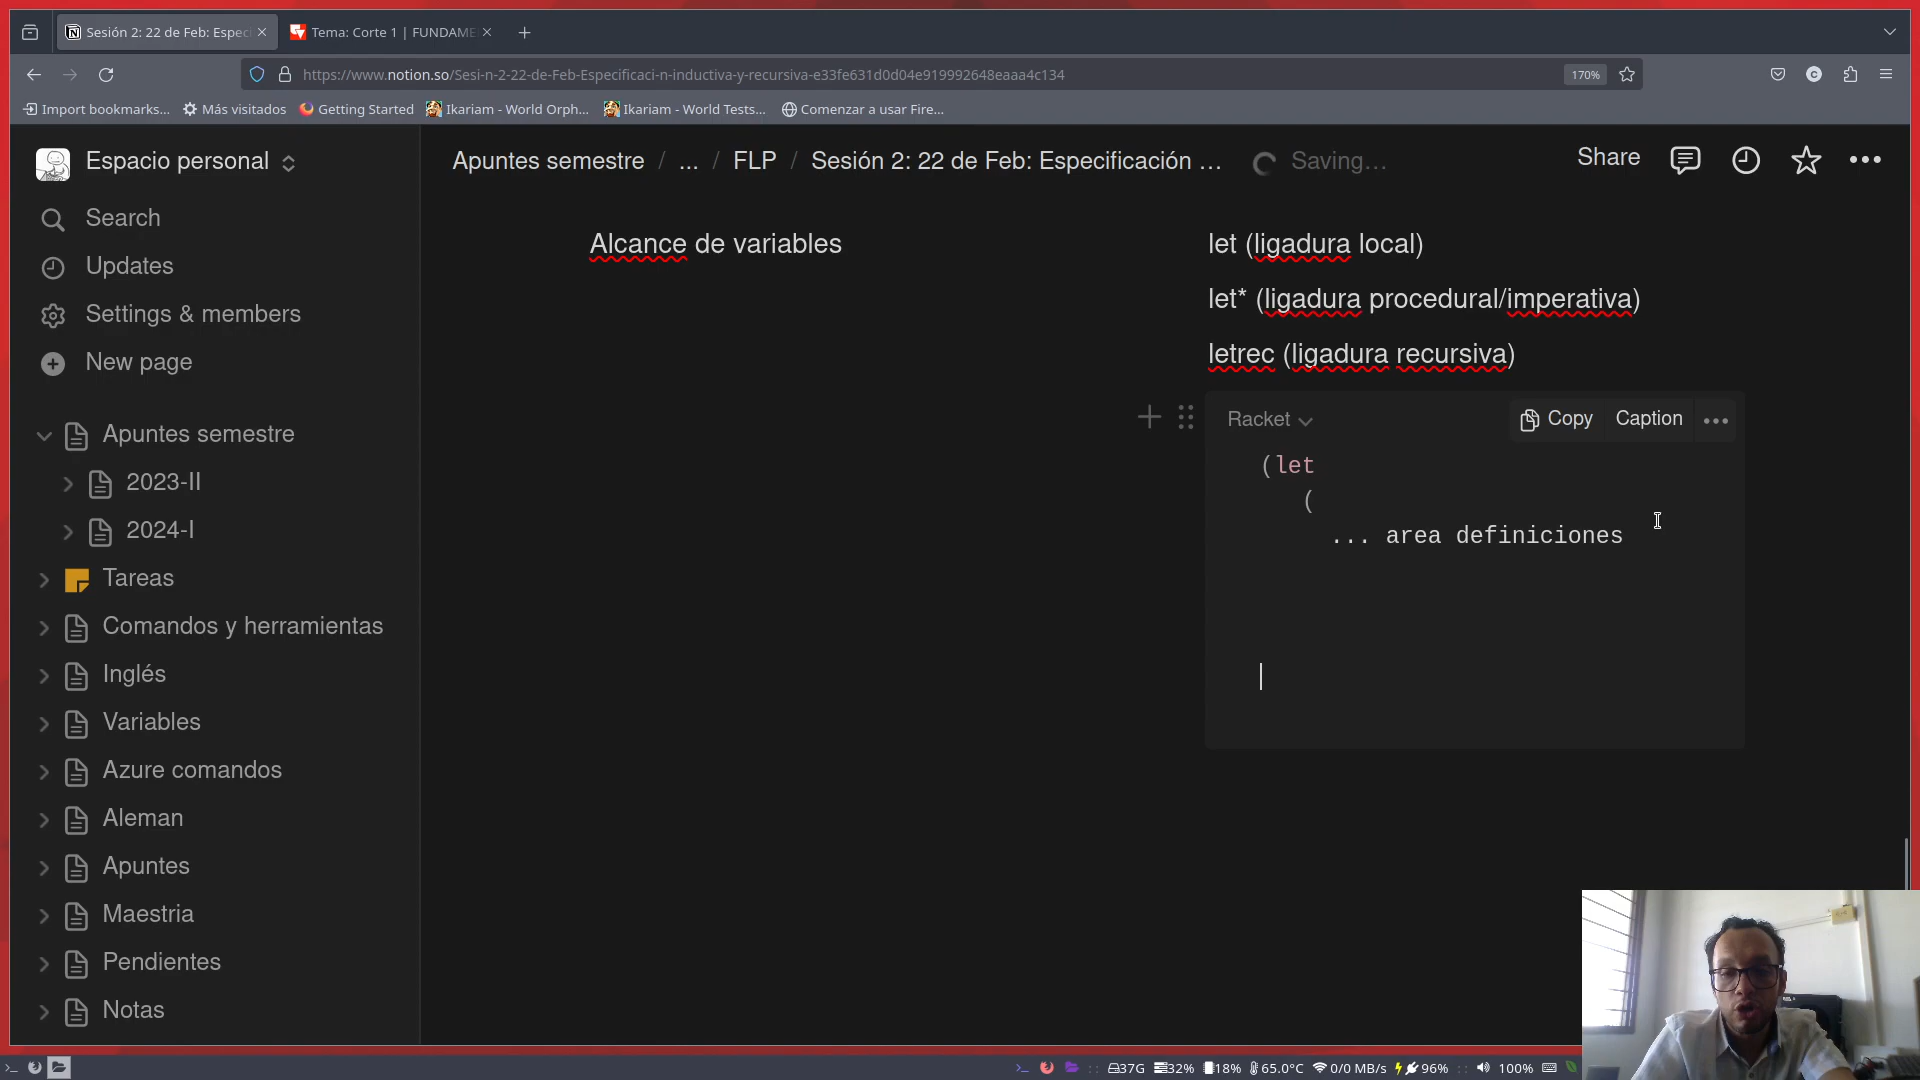 Sesión 2: 22 de Feb: Especi
Tema: Corte 1 | FUNDAME
https://www.notion.so/Sesi-n-2-22-de-Feb-Especificaci-n-inductiva-y-recursiva-e33fe631d0d04e919992648eaaa4c134
170%
Import bookmarks...
Más visitados
Getting Started
Ikariam - World Orph...
Ikariam - World Tests...
Comenzar a usar Fire...
Espacio personal
Apuntes semestre / ... / FLP / Sesión 2: 22 de Feb: Especificación ...
Saving...
Share
Search
Updates
Settings & members
New page
Apuntes semestre
2023-II
2024-I
Tareas
Comandos y herramientas
Inglés
Variables
Azure comandos
Aleman
Apuntes
Maestria
Pendientes
Notas
Alcance de variables
let (ligadura local)
let* (ligadura procedural/imperativa)
letrec (ligadura recursiva)
Racket
Copy
Caption
(let
(
... area definiciones
37G 32% 18% 65.0°C 0/0 MB/s 96% 100%